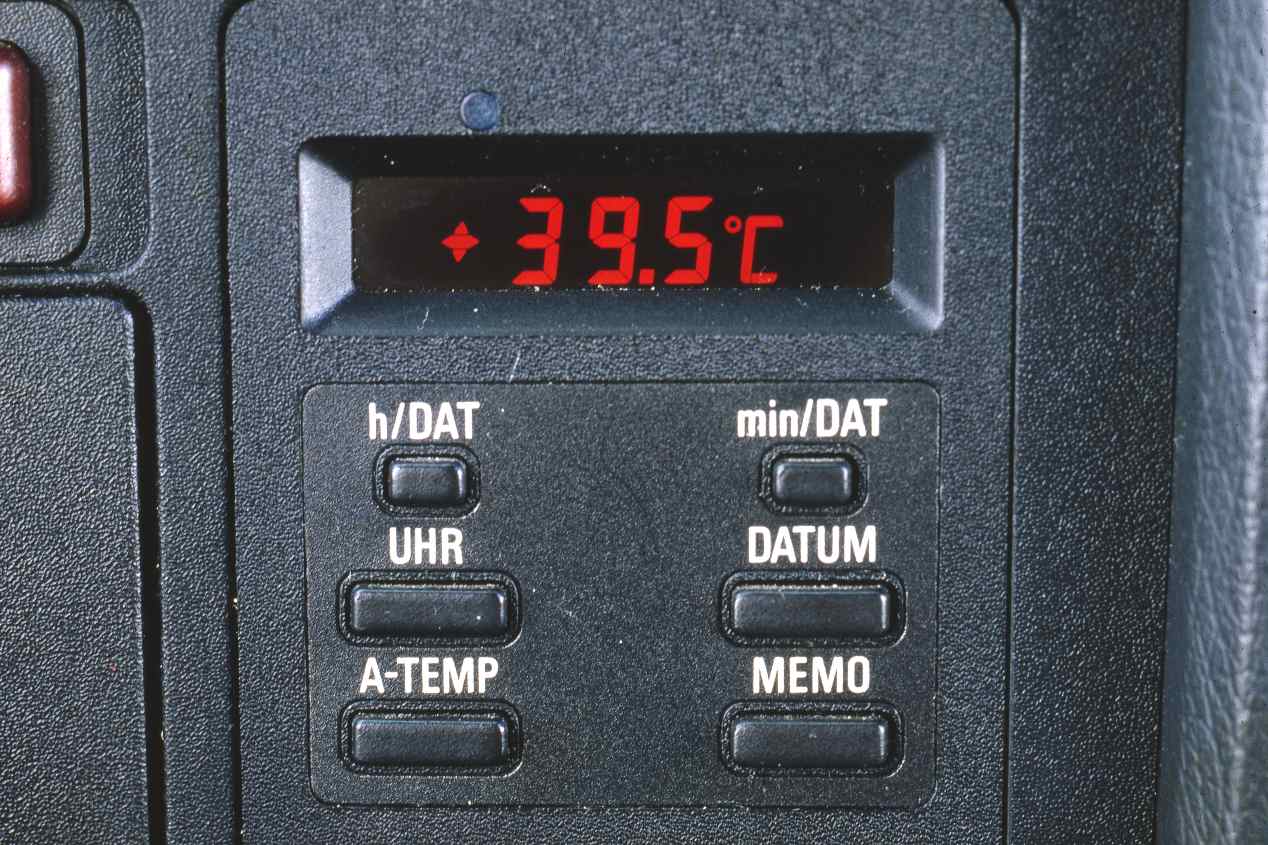 +39.5°C
h/DAT min/DAT
UHR DATUM
A-TEMP MEMO